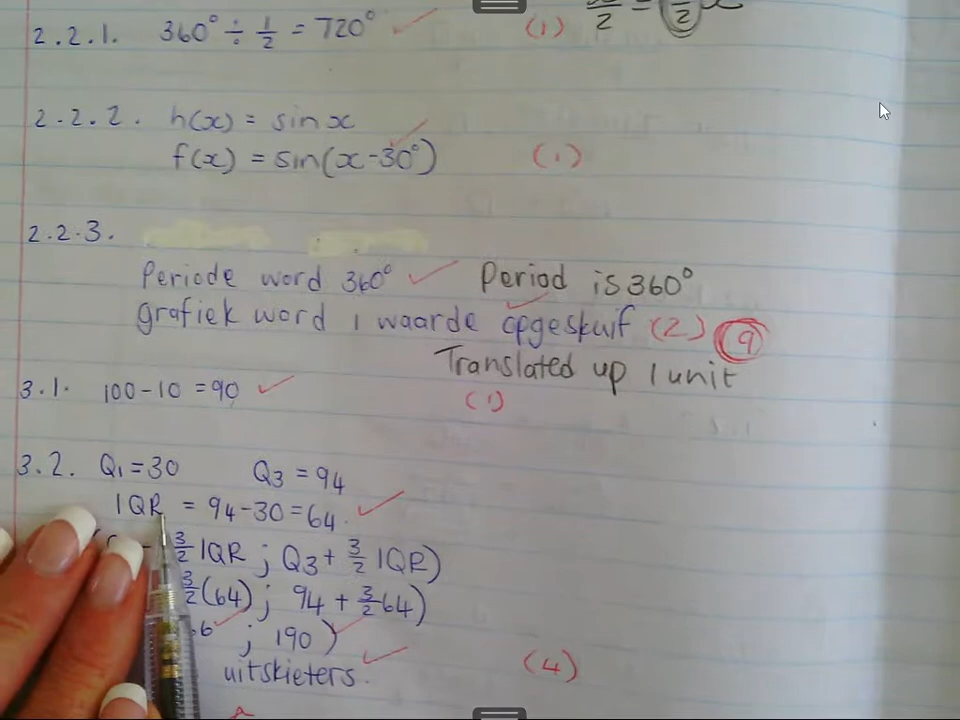 2.2.1. 360° ÷ 1/2 = 720° (1)
2.2.2. h(x) = sin x
f(x) = sin(x-30°) (1)
2.2.3.
Periode word 360° Period is 360°
Grafiek word 1 waarde opgeskuif (2) 9
Translated up 1 unit
3.1. 100-10 = 90 (1)
3.2. Q₁ = 30 Q₃ = 94
IQR = 94-30 = 64
3/2 IQR ; Q₃ + 3/2 IQR)
3/2(64) ; 94 + 3/2 64)
; 190)
uitskieters. (4)